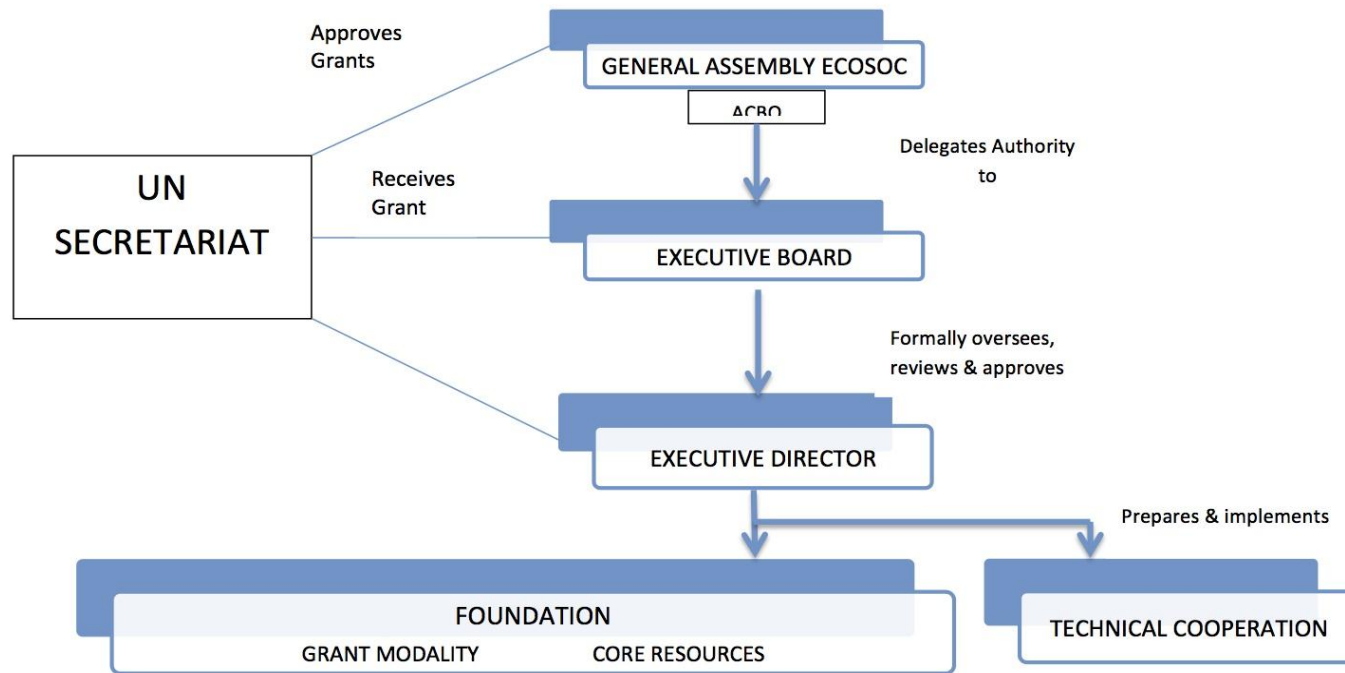 Approves
Grants
GENERAL ASSEMBLY ECOSOC
Delegates Authority
to
UN
SECRETARIAT
Receives
Grant
EXECUTIVE BOARD
Formally oversees,
reviews & approves
EXECUTIVE DIRECTOR
Prepares & implements
FOUNDATION
GRANT MODALITY CORE RESOURCES
TECHNICAL COOPERATION